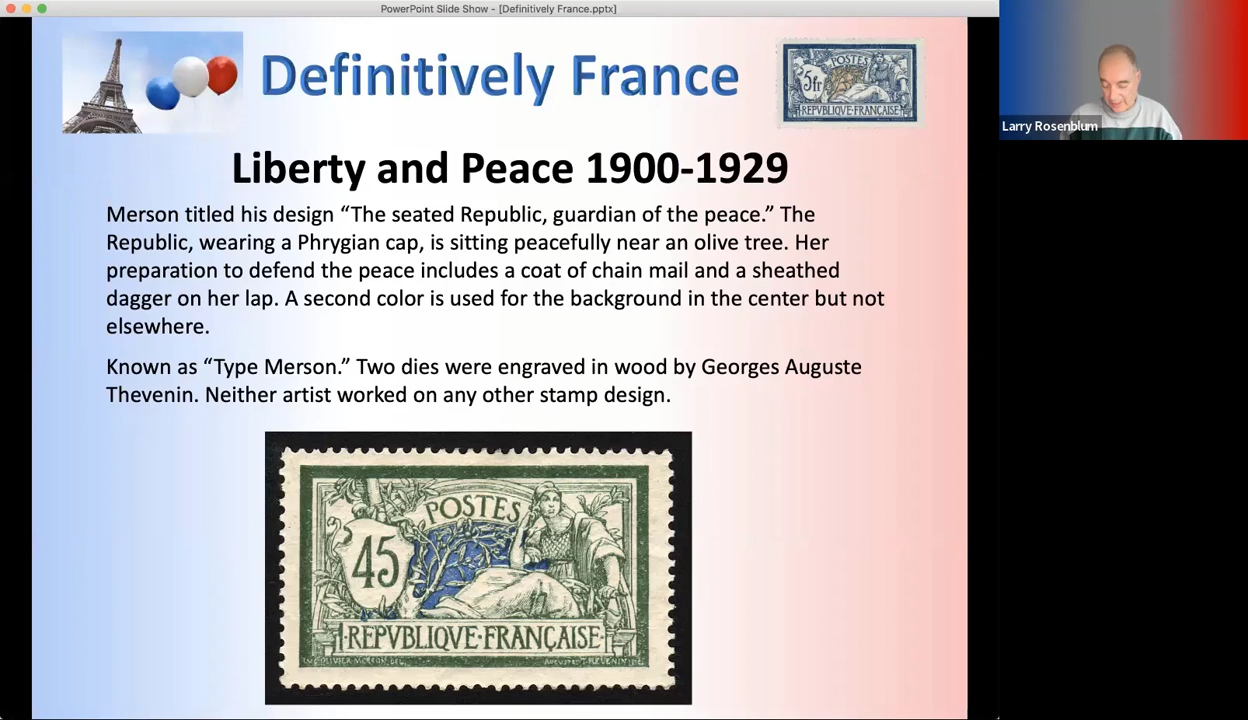 PowerPoint Slide Show - [Definitively France.pptx]
Definitively France
POSTES
5fr
REPVBLIQVE FRANÇAISE
Larry Rosenblum
Liberty and Peace 1900-1929
Merson titled his design “The seated Republic, guardian of the peace.” The
Republic, wearing a Phrygian cap, is sitting peacefully near an olive tree. Her
preparation to defend the peace includes a coat of chain mail and a sheathed
dagger on her lap. A second color is used for the background in the center but not
elsewhere.
Known as “Type Merson.” Two dies were engraved in wood by Georges Auguste
Thevenin. Neither artist worked on any other stamp design.
POSTES
45
·REPVBLIQVE·FRANÇAISE·
OLIVIER MERSON DEL.